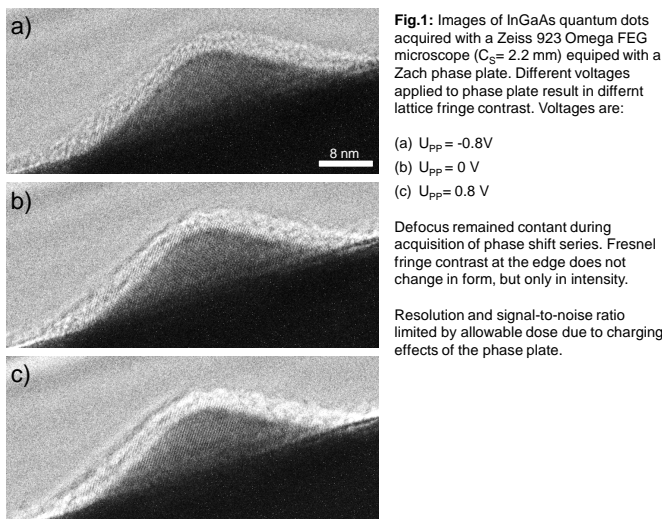 a)
8 nm
b)
c)
Fig.1: Images of InGaAs quantum dots
acquired with a Zeiss 923 Omega FEG
microscope (CS= 2.2 mm) equiped with a
Zach phase plate. Different voltages
applied to phase plate result in differnt
lattice fringe contrast. Voltages are:
(a) UPP = -0.8V
(b) UPP = 0 V
(c) UPP= 0.8 V
Defocus remained contant during
acquisition of phase shift series. Fresnel
fringe contrast at the edge does not
change in form, but only in intensity.
Resolution and signal-to-noise ratio
limited by allowable dose due to charging
effects of the phase plate.